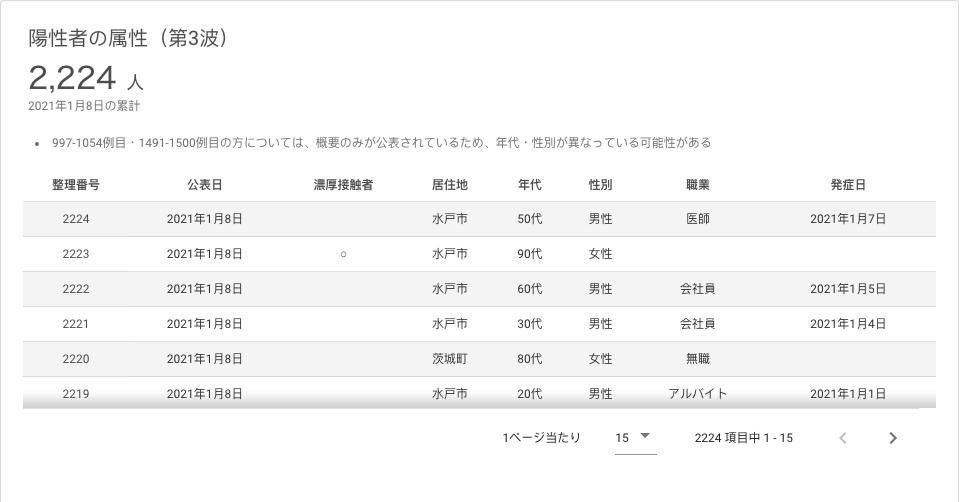 陽性者の属性（第3波）
2,224 人
2021年1月8日の累計
• 997-1054例目・1491-1500例目の方については、概要のみが公表されているため、年代・性別が異なっている可能性がある
整理番号 公表日 濃厚接触者 居住地 年代 性別 職業 発症日
2224 2021年1月8日 水戸市 50代 男性 医師 2021年1月7日
2223 2021年1月8日 ○ 水戸市 90代 女性
2222 2021年1月8日 水戸市 60代 男性 会社員 2021年1月5日
2221 2021年1月8日 水戸市 30代 男性 会社員 2021年1月4日
2220 2021年1月8日 茨城町 80代 女性 無職
2219 2021年1月8日 水戸市 20代 男性 アルバイト 2021年1月1日
1ページ当たり 15 2224 項目中 1 - 15